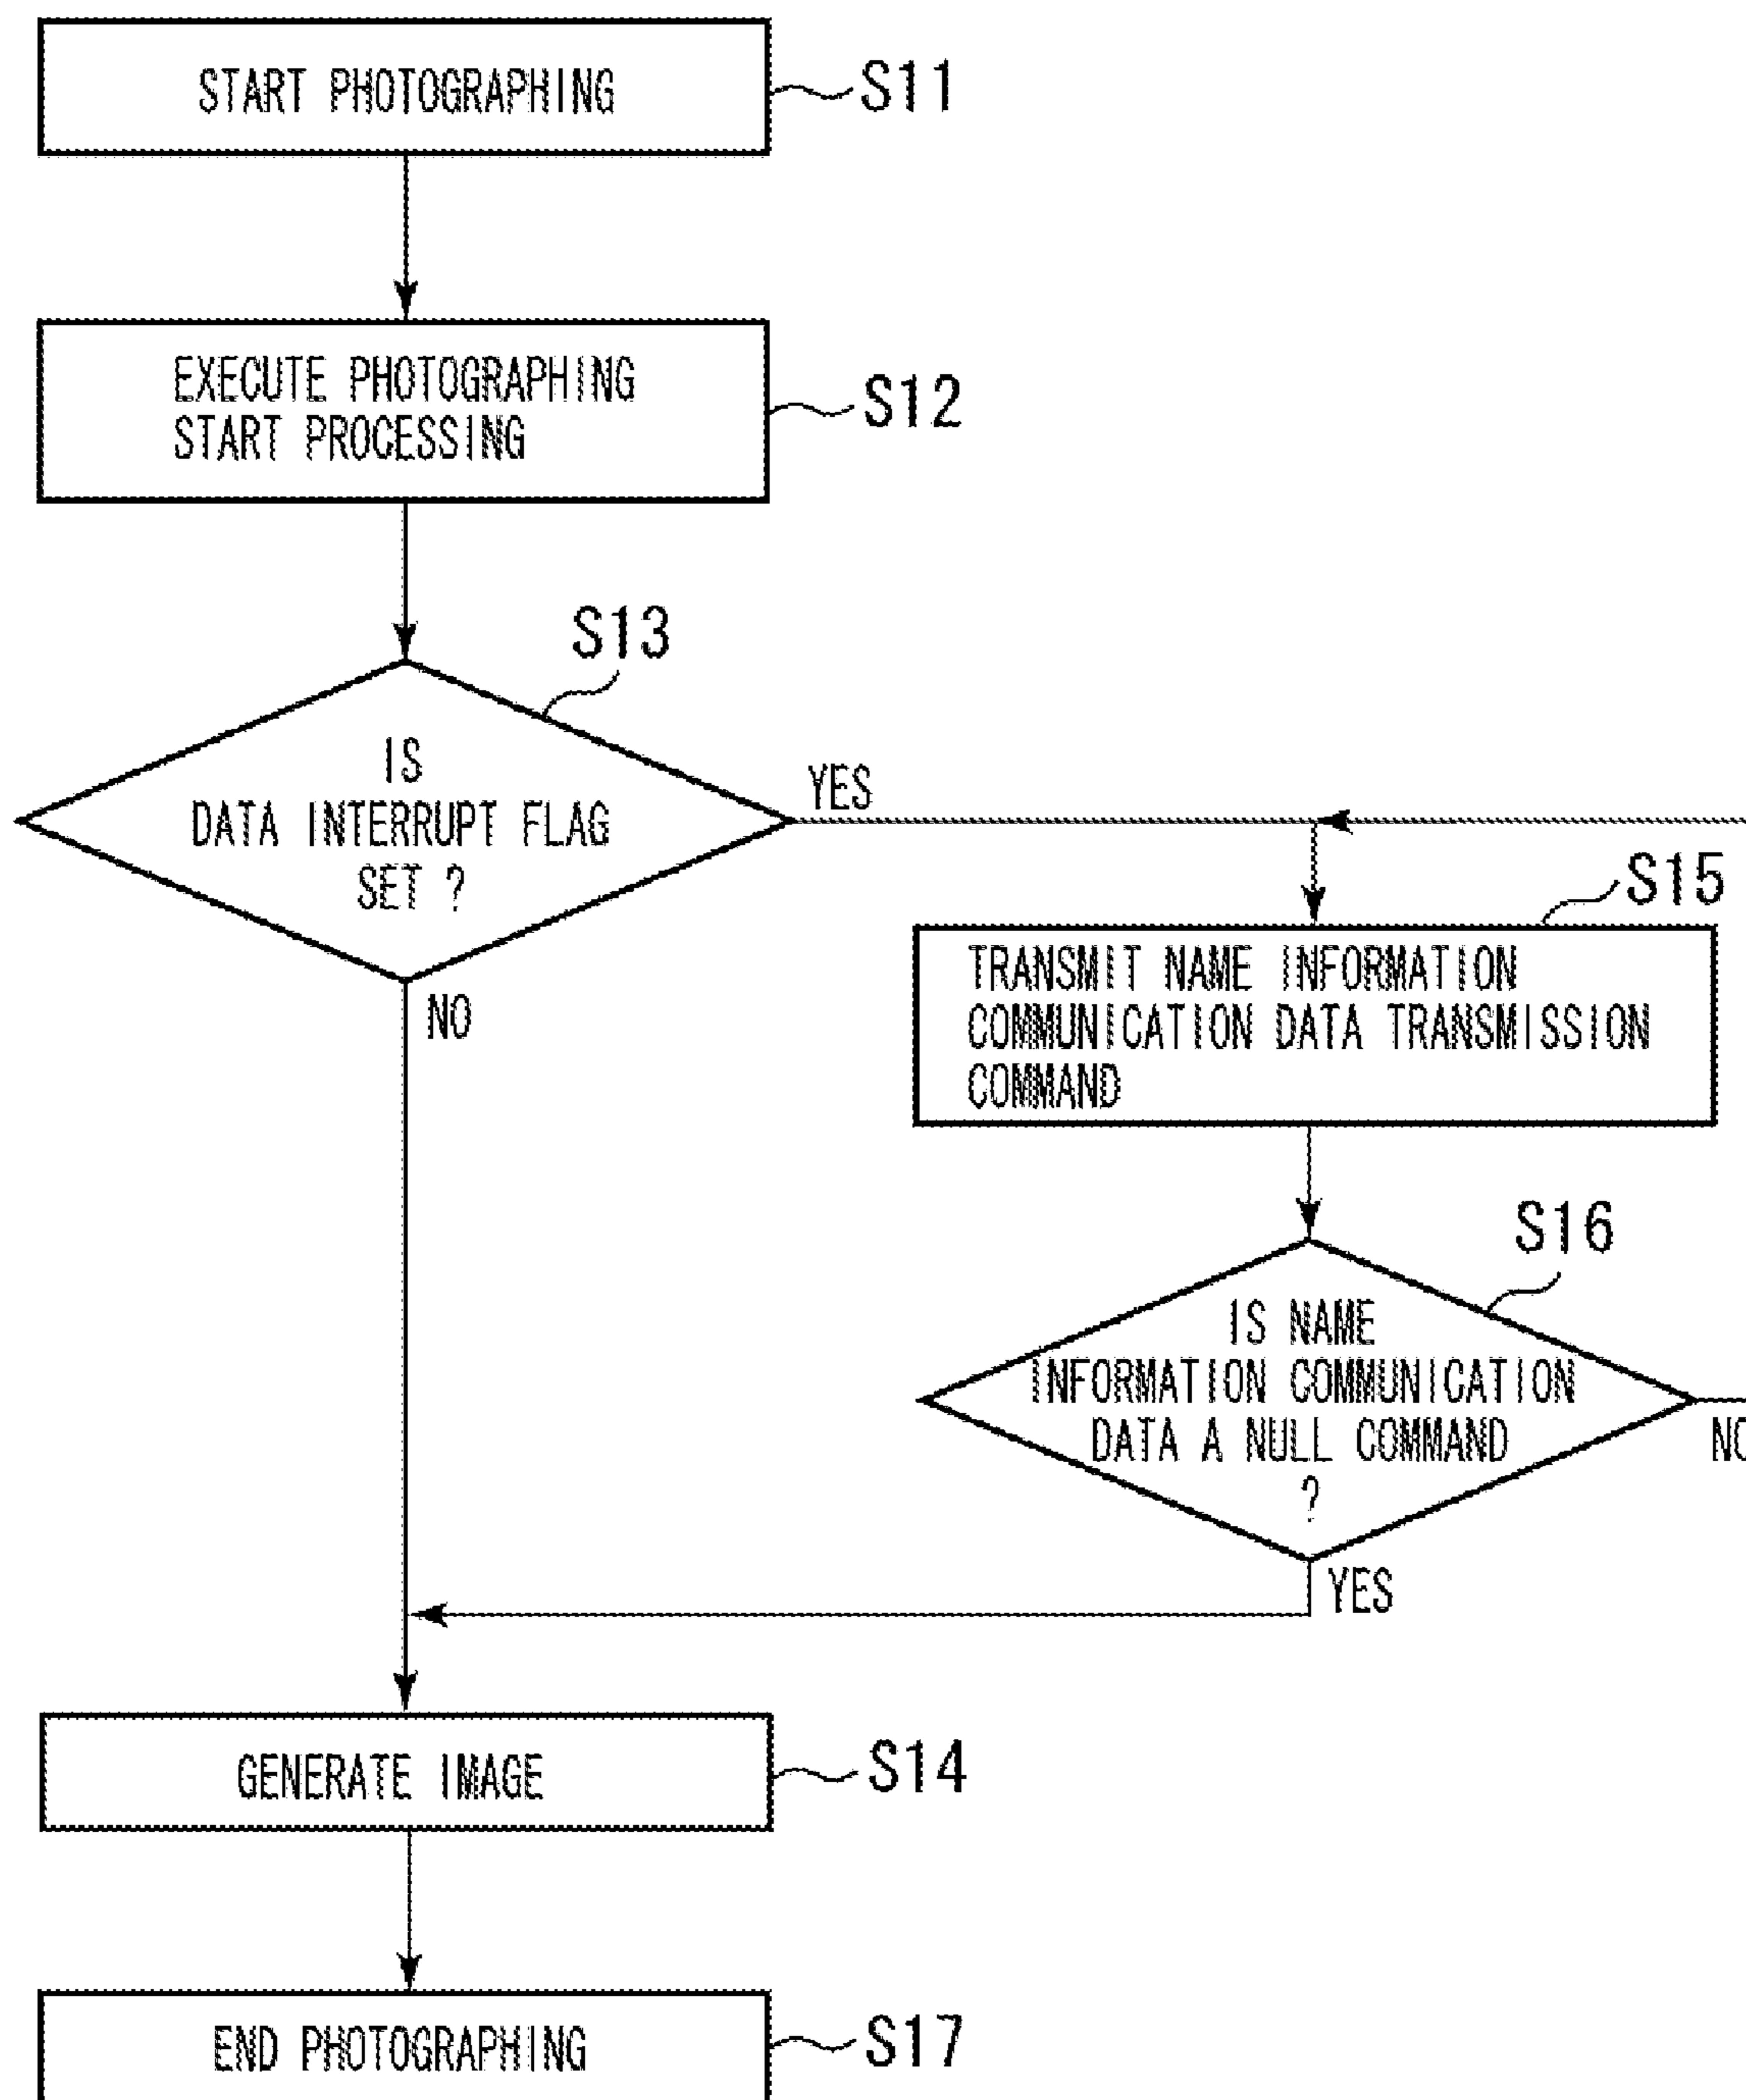 START PHOTOGRAPHING
S11
EXECUTE PHOTOGRAPHING
START PROCESSING
S12
S13
IS
DATA INTERRUPT FLAG
SET ?
YES
NO
S15
TRANSMIT NAME INFORMATION
COMMUNICATION DATA TRANSMISSION
COMMAND
S16
IS NAME
INFORMATION COMMUNICATION
DATA A NULL COMMAND
?
NO
YES
GENERATE IMAGE
S14
END PHOTOGRAPHING
S17